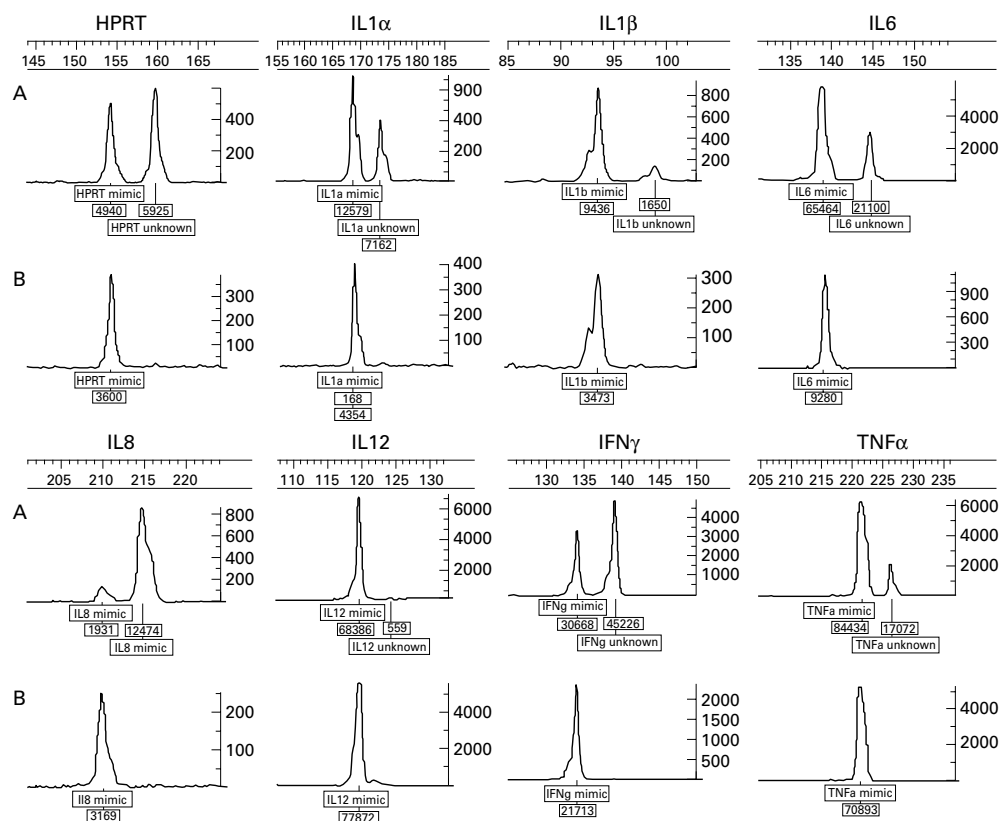 HPRT IL1α IL1β IL6
145 150 155 160 165 155 160 165 170 175 180 185 85 90 95 100 135 140 145 150
A
400
200
HPRT mimic
4940 5925
HPRT unknown
900
400
200
IL1a mimic
12579
IL1a unknown
7162
800
600
400
200
IL1b mimic
9436 1650
IL1b unknown
4000
2000
IL6 mimic
65464 21100
IL6 unknown
B
300
200
100
HPRT mimic
3600
400
300
200
100
IL1a mimic
168
4354
300
200
100
IL1b mimic
3473
900
600
300
IL6 mimic
9280
IL8 IL12 IFNγ TNFα
205 210 215 220 110 115 120 125 130 130 135 140 145 150 205 210 215 220 225 230 235
A
800
600
400
200
IL8 mimic
1931 12474
IL8 mimic
6000
4000
2000
IL12 mimic
68386 559
IL12 unknown
4000
3000
2000
1000
IFNg mimic
30668 45226
IFNg unknown
6000
4000
2000
TNFa mimic
84434 17072
TNFa unknown
B
200
100
Il8 mimic
3169
4000
2000
IL12 mimic
77872
2000
1500
1000
500
IFNg mimic
21713
4000
2000
TNFa mimic
70893